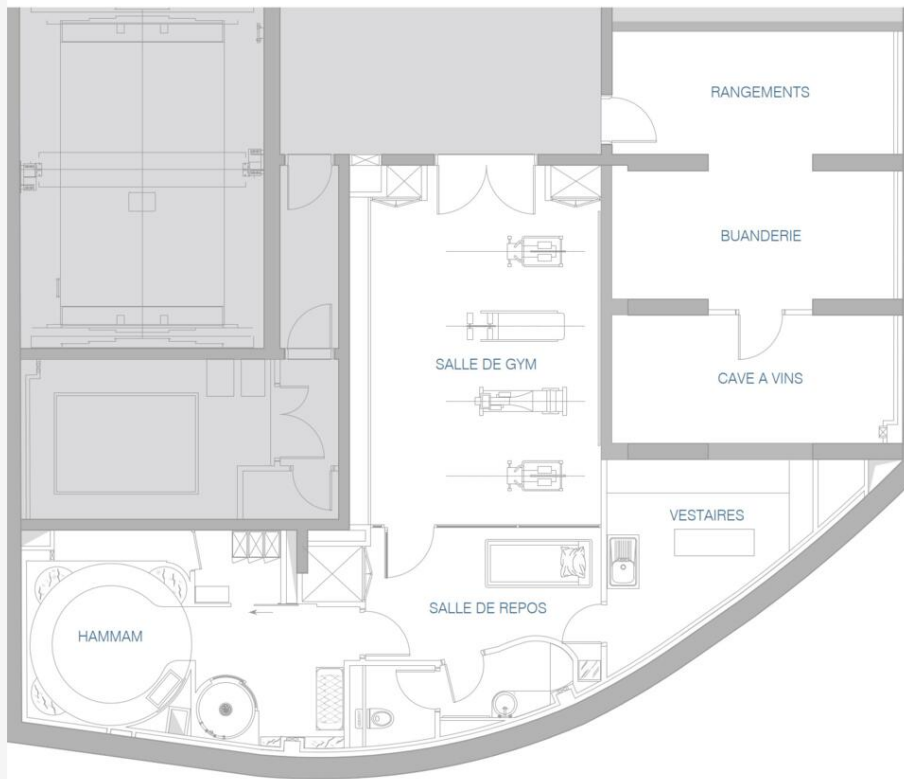 RANGEMENTS
BUANDERIE
SALLE DE GYM
CAVE A VINS
VESTAIRES
SALLE DE REPOS
HAMMAM